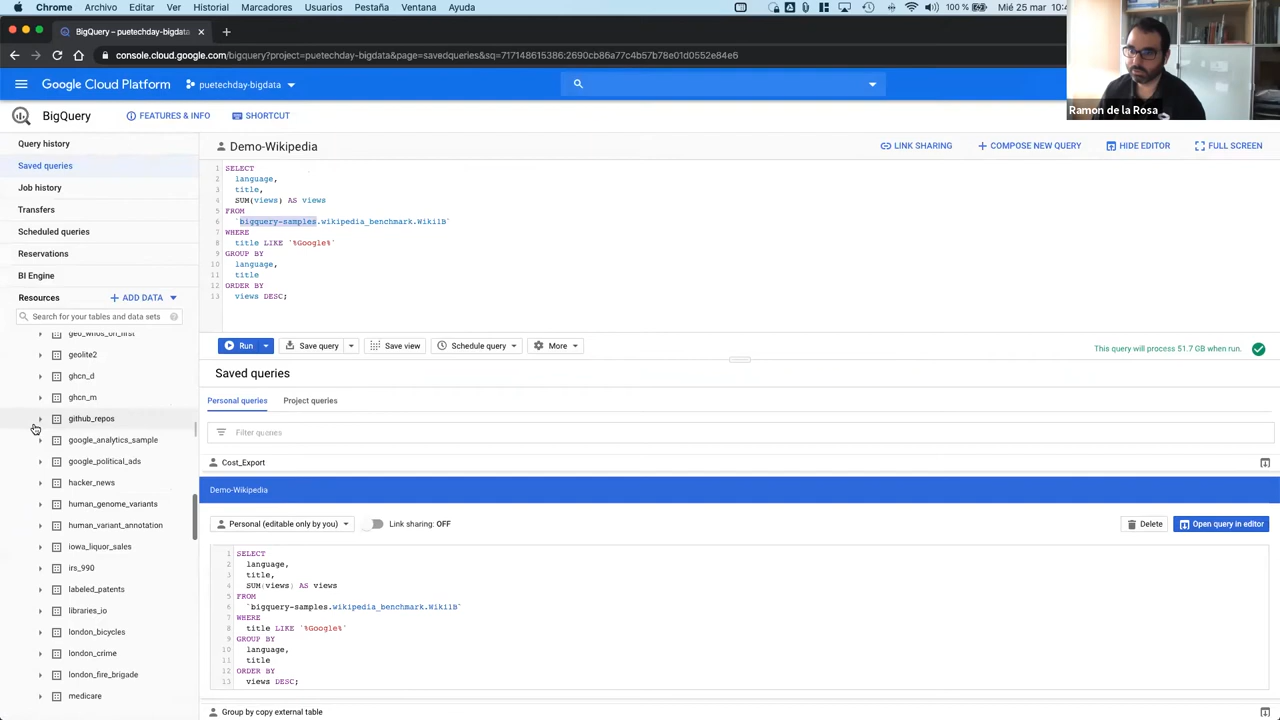 Chrome Archivo Editar Ver Historial Marcadores Usuarios Pestaña Ventana Ayuda 100 % Mié 25 mar. 10:
BigQuery – puetechday-bigdata
console.cloud.google.com/bigquery?project=puetechday-bigdata&page=savedqueries&sq=717148615386:2690cb86a77c4b57b78e01d0552e84e6
Google Cloud Platform puetechday-bigdata
Ramon de la Rosa
BigQuery FEATURES & INFO SHORTCUT
Query history
Saved queries
Job history
Transfers
Scheduled queries
Reservations
BI Engine
Resources + ADD DATA
Search for your tables and data sets
geo_whos_on_first
geolite2
ghcn_d
ghcn_m
github_repos
google_analytics_sample
google_political_ads
hacker_news
human_genome_variants
human_variant_annotation
iowa_liquor_sales
irs_990
labeled_patents
libraries_io
london_bicycles
london_crime
london_fire_brigade
medicare
Demo-Wikipedia LINK SHARING + COMPOSE NEW QUERY HIDE EDITOR FULL SCREEN
1 SELECT
2 language,
3 title,
4 SUM(views) AS views
5 FROM
6 `bigquery-samples.wikipedia_benchmark.Wiki1B`
7 WHERE
8 title LIKE '%Google%'
9 GROUP BY
10 language,
11 title
12 ORDER BY
13 views DESC;
Run Save query Save view Schedule query More This query will process 51.7 GB when run.
Saved queries
Personal queries Project queries
Filter queries
Cost_Export
Demo-Wikipedia
Personal (editable only by you) Link sharing: OFF Delete Open query in editor
1 SELECT
2 language,
3 title,
4 SUM(views) AS views
5 FROM
6 `bigquery-samples.wikipedia_benchmark.Wiki1B`
7 WHERE
8 title LIKE '%Google%'
9 GROUP BY
10 language,
11 title
12 ORDER BY
13 views DESC;
Group by copy external table